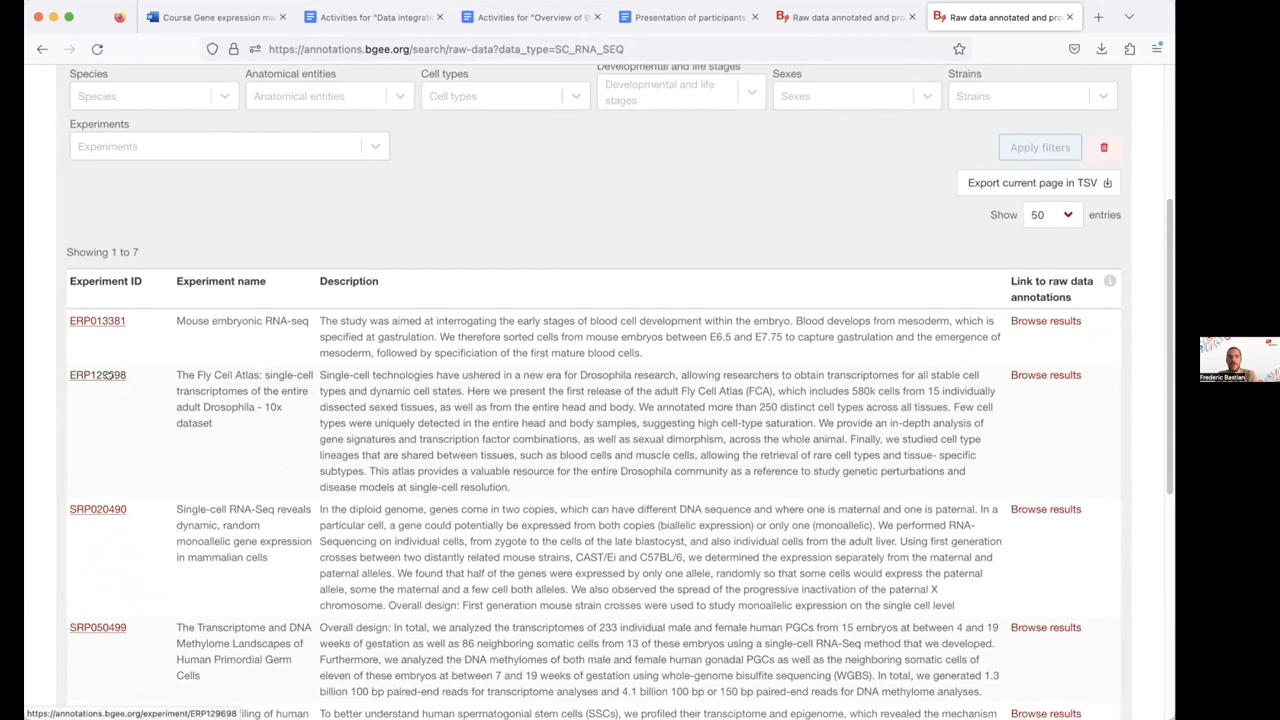 Course Gene expression ma
Activities for "Data integrati
Activities for "Overview of B
Presentation of participants
Raw data annotated and pro
Raw data annotated and pro
https://annotations.bgee.org/search/raw-data?data_type=SC_RNA_SEQ
Species
Anatomical entities
Cell types
Developmental and life stages
Sexes
Strains
Species
Anatomical entities
Cell types
Developmental and life
stages
Sexes
Strains
Experiments
Experiments
Apply filters
Export current page in TSV
Show 50 entries
Showing 1 to 7
Experiment ID
Experiment name
Description
Link to raw data
annotations
ERP013381
Mouse embryonic RNA-seq
The study was aimed at interrogating the early stages of blood cell development within the embryo. Blood develops from mesoderm, which is
specified at gastrulation. We therefore sorted cells from mouse embryos between E6.5 and E7.75 to capture gastrulation and the emergence of
mesoderm, followed by specificiation of the first mature blood cells.
Browse results
ERP129698
The Fly Cell Atlas: single-cell
transcriptomes of the entire
adult Drosophila - 10x
dataset
Single-cell technologies have ushered in a new era for Drosophila research, allowing researchers to obtain transcriptomes for all stable cell
types and dynamic cell states. Here we present the first release of the adult Fly Cell Atlas (FCA), which includes 580k cells from 15 individually
dissected sexed tissues, as well as from the entire head and body. We annotated more than 250 distinct cell types across all tissues. Few cell
types were uniquely detected in the entire head and body samples, suggesting high cell-type saturation. We provide an in-depth analysis of
gene signatures and transcription factor combinations, as well as sexual dimorphism, across the whole animal. Finally, we studied cell type
lineages that are shared between tissues, such as blood cells and muscle cells, allowing the retrieval of rare cell types and tissue- specific
subtypes. This atlas provides a valuable resource for the entire Drosophila community as a reference to study genetic perturbations and
disease models at single-cell resolution.
Browse results
SRP020490
Single-cell RNA-Seq reveals
dynamic, random
monoallelic gene expression
in mammalian cells
In the diploid genome, genes come in two copies, which can have different DNA sequence and where one is maternal and one is paternal. In a
particular cell, a gene could potentially be expressed from both copies (biallelic expression) or only one (monoallelic). We performed RNA-
Sequencing on individual cells, from zygote to the cells of the late blastocyst, and also individual cells from the adult liver. Using first generation
crosses between two distantly related mouse strains, CAST/Ei and C57BL/6, we determined the expression separately from the maternal and
paternal alleles. We found that half of the genes were expressed by only one allele, randomly so that some cells would express the paternal
allele, some the maternal and a few cell both alleles. We also observed the spread of the progressive inactivation of the paternal X
chromosome. Overall design: First generation mouse strain crosses were used to study monoallelic expression on the single cell level
Browse results
SRP050499
The Transcriptome and DNA
Methylome Landscapes of
Human Primordial Germ
Cells
Overall design: In total, we analyzed the transcriptomes of 233 individual male and female human PGCs from 15 embryos at between 4 and 19
weeks of gestation as well as 86 neighboring somatic cells from 13 of these embryos using a single-cell RNA-Seq method that we developed.
Furthermore, we analyzed the DNA methylomes of both male and female human gonadal PGCs as well as the neighboring somatic cells of
eleven of these embryos at between 7 and 19 weeks of gestation using whole-genome bisulfite sequencing (WGBS). In total, we generated 1.3
billion 100 bp paired-end reads for transcriptome analyses and 4.1 billion 100 bp or 150 bp paired-end reads for DNA methylome analyses.
Browse results
https://annotations.bgee.org/experiment/ERP129698
iling of human
To better understand human spermatogonial stem cells (SSCs), we profiled their transciptome and epigenome, which revealed the mechanism
Browse results
Frederic Bastian